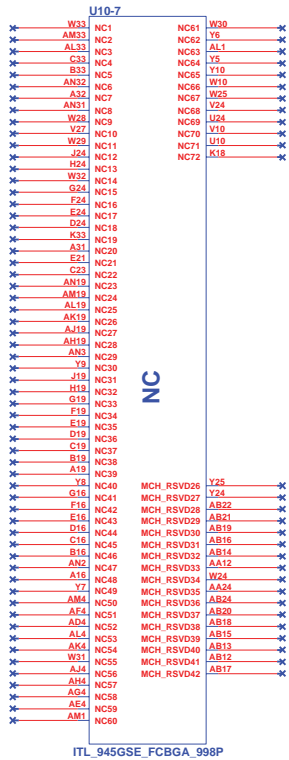 U10-7
W33 NC1 NC61 W30
AM33 NC2 NC62 Y6
AL33 NC3 NC63 AL1
C33 NC4 NC64 Y5
B33 NC5 NC65 Y10
AN32 NC6 NC66 W10
A32 NC7 NC67 W25
AN31 NC8 NC68 V24
W28 NC9 NC69 U24
V27 NC10 NC70 V10
W29 NC11 NC71 U10
J24 NC12 NC72 K18
H24 NC13
W32 NC14
G24 NC15
F24 NC16
E24 NC17
D24 NC18
K33 NC19
A31 NC20
E21 NC21
C23 NC22
AN19 NC23
AM19 NC24
AL19 NC25
AK19 NC26
AJ19 NC27
AH19 NC28
AN3 NC29
Y9 NC30
J19 NC31
NC
H19 NC32
G19 NC33
F19 NC34
E19 NC35
D19 NC36
C19 NC37
B19 NC38
A19 NC39
Y8 NC40 MCH_RSVD26 Y25
G16 NC41 MCH_RSVD27 Y24
F16 NC42 MCH_RSVD28 AB22
E16 NC43 MCH_RSVD29 AB21
D16 NC44 MCH_RSVD30 AB19
C16 NC45 MCH_RSVD31 AB16
B16 NC46 MCH_RSVD32 AB14
AN2 NC47 MCH_RSVD33 AA12
A16 NC48 MCH_RSVD34 W24
Y7 NC49 MCH_RSVD35 AA24
AM4 NC50 MCH_RSVD36 AB24
AF4 NC51 MCH_RSVD37 AB20
AD4 NC52 MCH_RSVD38 AB18
AL4 NC53 MCH_RSVD39 AB15
AK4 NC54 MCH_RSVD40 AB13
W31 NC55 MCH_RSVD41 AB12
AJ4 NC56 MCH_RSVD42 AB17
AH4 NC57
AG4 NC58
AE4 NC59
AM1 NC60
ITL_945GSE_FCBGA_998P